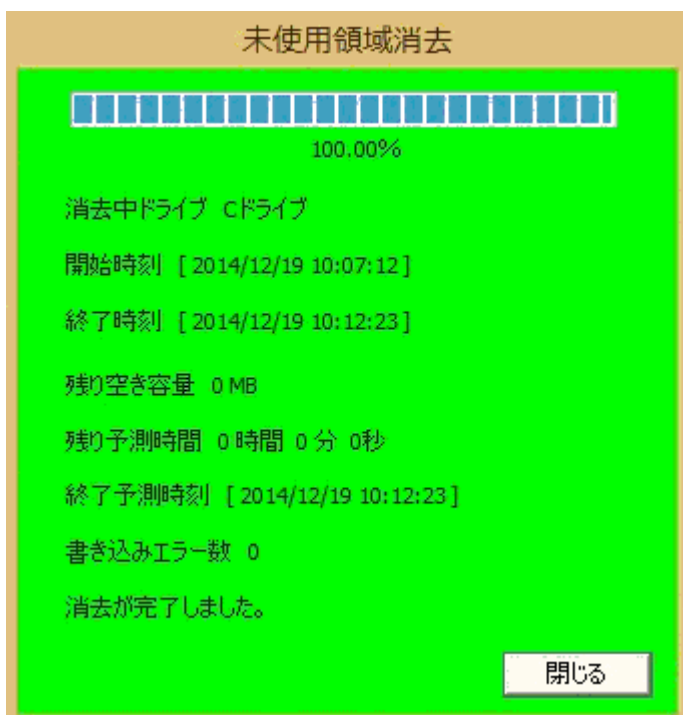 未使用領域消去
100.00%
消去中ドライブ Cドライブ
開始時刻 [ 2014/12/19 10:07:12 ]
終了時刻 [ 2014/12/19 10:12:23 ]
残り空き容量 0 MB
残り予測時間 0 時間 0 分 0秒
終了予測時刻 [ 2014/12/19 10:12:23 ]
書き込みエラー数 0
消去が完了しました。
閉じる